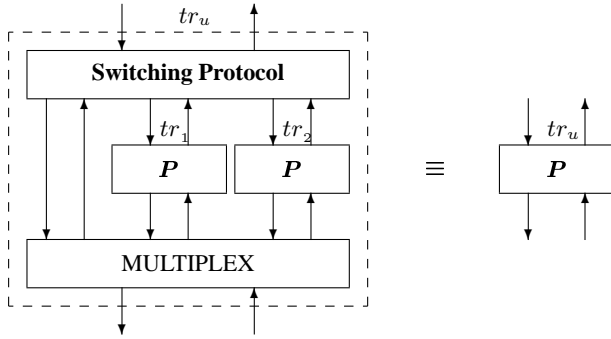 tr_u
Switching Protocol
tr_1 tr_2
P P ≡ tr_u P
MULTIPLEX